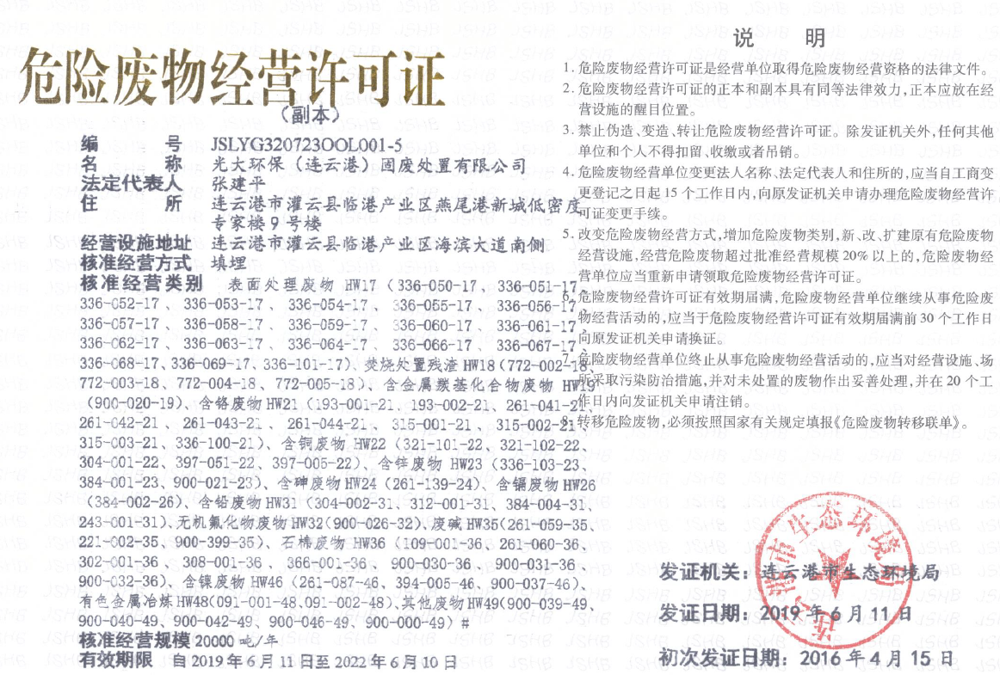 危险废物经营许可证
(副本)
编 号 JSLYG320723OOL001-5
名 称 光大环保（连云港）固废处置有限公司
法定代表人 张建平
住 所 连云港市灌云县临港产业区燕尾港新城低密度
专家楼9号楼
经营设施地址 连云港市灌云县临港产业区海滨大道南侧
核准经营方式 填埋
核准经营类别 表面处理废物 HW17（336-050-17、336-051-17、
336-052-17、336-053-17、336-054-17、336-055-17、336-056-17、
336-057-17、336-058-17、336-059-17、336-060-17、336-061-17、
336-062-17、336-063-17、336-064-17、336-066-17、336-067-17、
336-068-17、336-069-17、336-101-17）、焚烧处置残渣 HW18（772-002-18、
772-003-18、772-004-18、772-005-18）、含金属羰基化合物废物 HW19
（900-020-19）、含铬废物 HW21（193-001-21、193-002-21、261-041-21、
261-042-21、261-043-21、261-044-21、315-001-21、315-002-21、
315-003-21、336-100-21）、含铜废物 HW22（321-101-22、321-102-22、
304-001-22、397-051-22、397-005-22）、含锌废物 HW23（336-103-23、
384-001-23、900-021-23）、含砷废物 HW24（261-139-24）、含镉废物 HW26
（384-002-26）、含铅废物 HW31（304-002-51、312-001-31、384-004-31、
243-001-31）、无机氟化物废物 HW32（900-026-32）、废碱 HW35（261-059-35、
221-002-35、900-399-35）、石棉废物 HW36（109-001-36、261-060-36、
302-001-36、308-001-36、366-001-36、900-030-36、900-031-36、
900-032-36）、含镍废物 HW46（261-087-46、394-005-46、900-037-46）、
有色金属冶炼 HW48（091-001-48、091-002-48）、其他废物 HW49（900-039-49、
900-040-49、900-042-49、900-046-49、900-047-49）#
核准经营规模 20000 吨/年
有效期限 自 2019 年 6 月 11 日至 2022 年 6 月 10 日
说 明
1. 危险废物经营许可证是经营单位取得危险废物经营资格的法律文件。
2. 危险废物经营许可证的正本和副本具有同等法律效力,正本应放在经
营设施的醒目位置。
3. 禁止伪造、变造、转让危险废物经营许可证。除发证机关外,任何其他
单位和个人不得扣留、收缴或者吊销。
4. 危险废物经营单位变更法人名称、法定代表人和住所的,应当自工商变
更登记之日起 15 个工作日内,向原发证机关申请办理危险废物经营许
可证变更手续。
5. 改变危险废物经营方式,增加危险废物类别,新、改、扩建原有危险废物
经营设施,经营危险废物超过批准经营规模 20% 以上的,危险废物经
营单位应当重新申请领取危险废物经营许可证。
6. 危险废物经营许可证有效期届满,危险废物经营单位继续从事危险废
物经营活动的,应当于危险废物经营许可证有效期届满前 30 个工作日
向原发证机关申请换证。
7. 危险废物经营单位终止从事危险废物经营活动的,应当对经营设施、场
所采取污染防治措施,并对未处置的废物作出妥善处理,并在 20 个工
作日内向发证机关申请注销。
8. 转移危险废物,必须按照国家有关规定填报《危险废物转移联单》。
发证机关：连云港市生态环境局
发证日期：2019 年 6 月 11 日
初次发证日期：2016 年 4 月 15 日